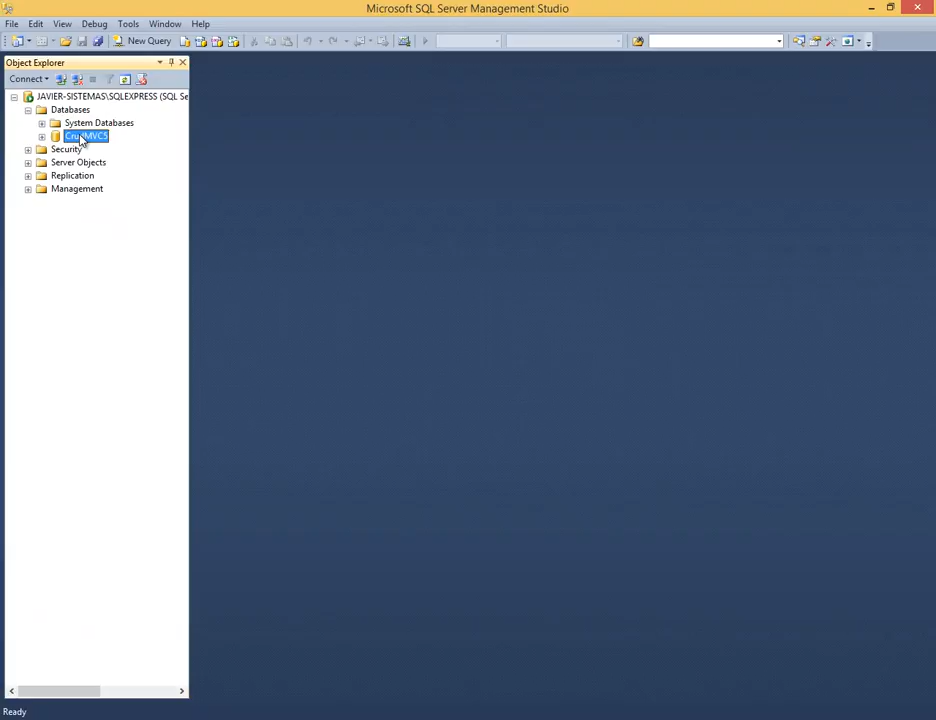 Microsoft SQL Server Management Studio
File Edit View Debug Tools Window Help
New Query
Object Explorer
Connect
JAVIER-SISTEMAS\SQLEXPRESS (SQL Se
Databases
System Databases
CrudMVC5
Security
Server Objects
Replication
Management
Ready